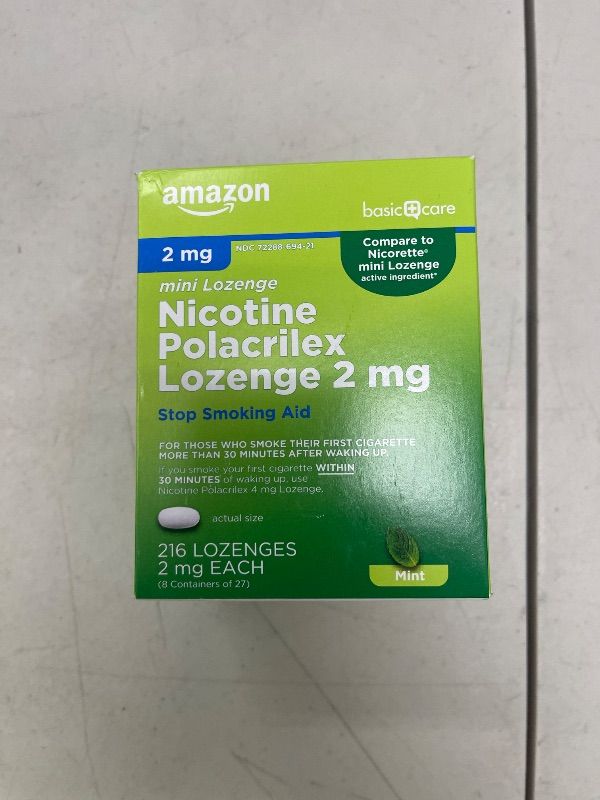 amazon
basic care
2 mg
NDC 72288-694-21
Compare to
Nicorette®
mini Lozenge
active ingredient*
mini Lozenge
Nicotine
Polacrilex
Lozenge 2 mg
Stop Smoking Aid
FOR THOSE WHO SMOKE THEIR FIRST CIGARETTE
MORE THAN 30 MINUTES AFTER WAKING UP.
If you smoke your first cigarette WITHIN
30 MINUTES of waking up, use
Nicotine Polacrilex 4 mg Lozenge.
actual size
216 LOZENGES
2 mg EACH
(8 Containers of 27)
Mint